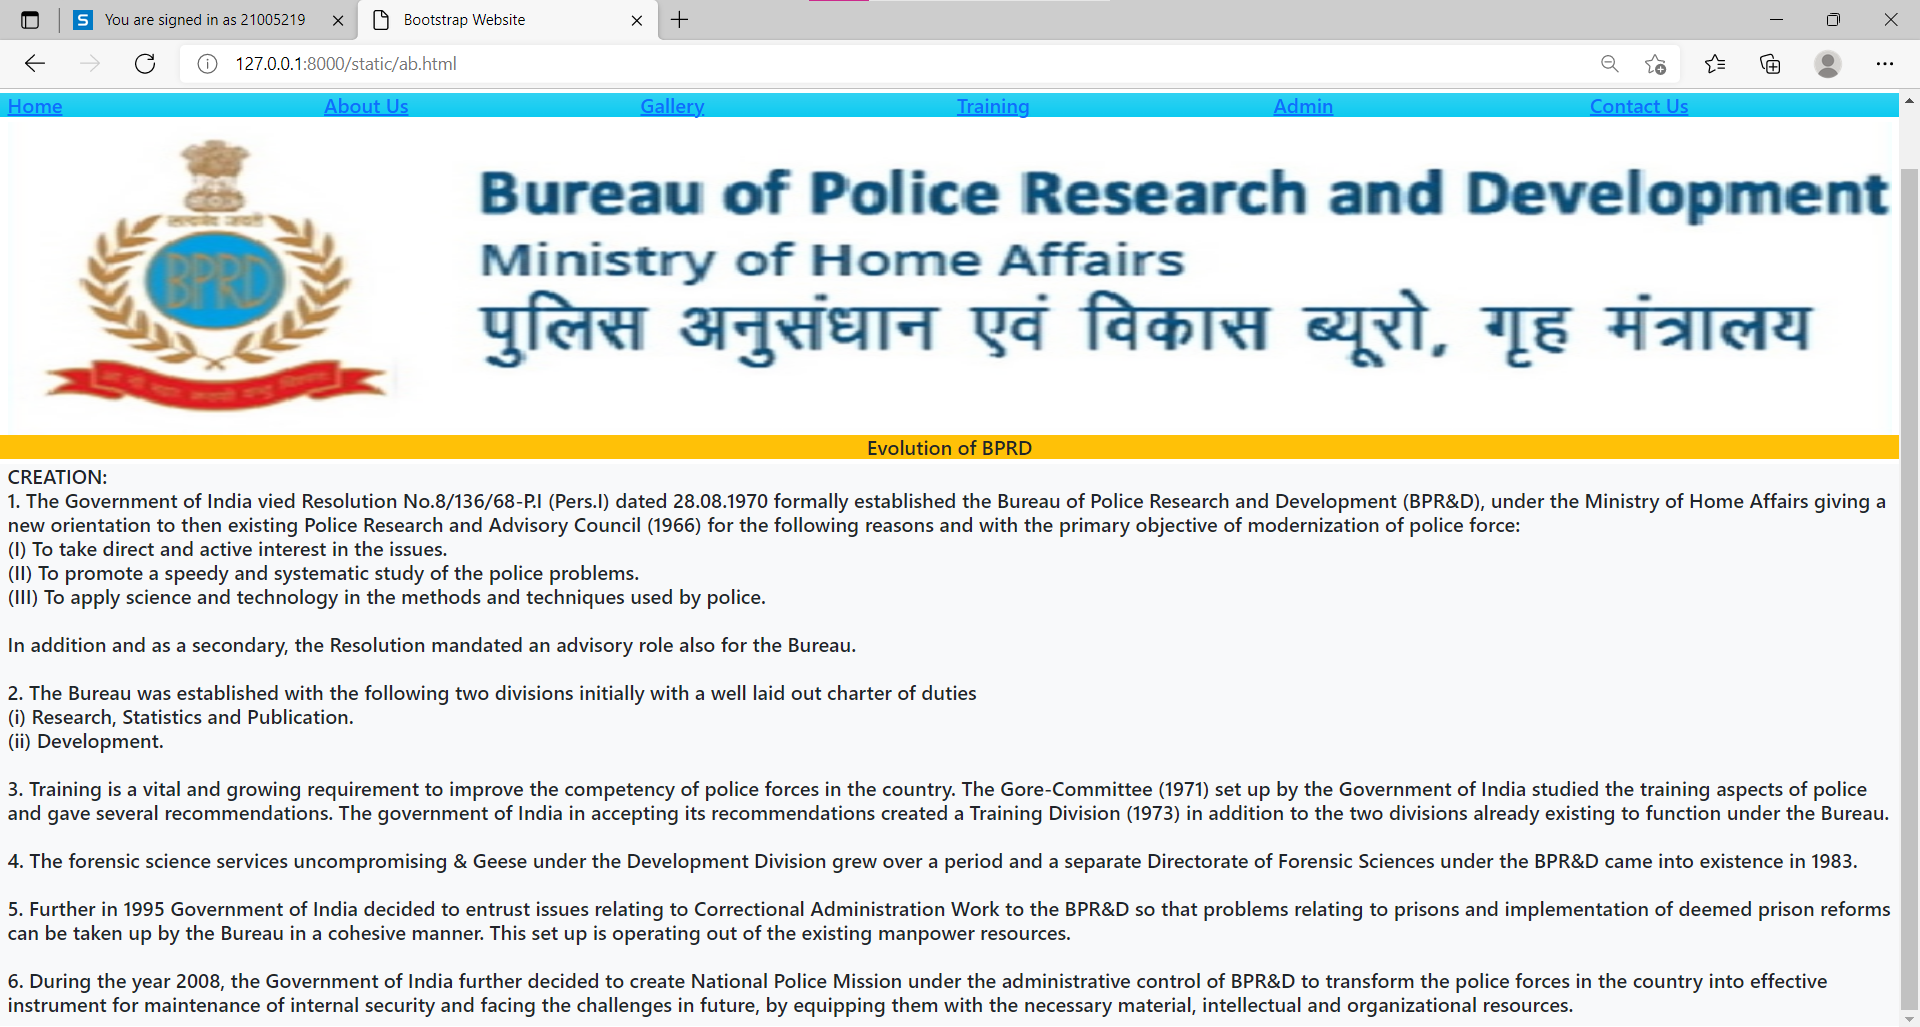 You are signed in as 21005219
Bootstrap Website
127.0.0.1:8000/static/ab.html
Home About Us Gallery Training Admin Contact Us
सत्यमेव जयते
BPRD
Bureau of Police Research and Development
Ministry of Home Affairs
पुलिस अनुसंधान एवं विकास ब्यूरो, गृह मंत्रालय
Evolution of BPRD
CREATION:
1. The Government of India vied Resolution No.8/136/68-P.I (Pers.I) dated 28.08.1970 formally established the Bureau of Police Research and Development (BPR&D), under the Ministry of Home Affairs giving a
new orientation to then existing Police Research and Advisory Council (1966) for the following reasons and with the primary objective of modernization of police force:
(I) To take direct and active interest in the issues.
(II) To promote a speedy and systematic study of the police problems.
(III) To apply science and technology in the methods and techniques used by police.
In addition and as a secondary, the Resolution mandated an advisory role also for the Bureau.
2. The Bureau was established with the following two divisions initially with a well laid out charter of duties
(i) Research, Statistics and Publication.
(ii) Development.
3. Training is a vital and growing requirement to improve the competency of police forces in the country. The Gore-Committee (1971) set up by the Government of India studied the training aspects of police
and gave several recommendations. The government of India in accepting its recommendations created a Training Division (1973) in addition to the two divisions already existing to function under the Bureau.
4. The forensic science services uncompromising & Geese under the Development Division grew over a period and a separate Directorate of Forensic Sciences under the BPR&D came into existence in 1983.
5. Further in 1995 Government of India decided to entrust issues relating to Correctional Administration Work to the BPR&D so that problems relating to prisons and implementation of deemed prison reforms
can be taken up by the Bureau in a cohesive manner. This set up is operating out of the existing manpower resources.
6. During the year 2008, the Government of India further decided to create National Police Mission under the administrative control of BPR&D to transform the police forces in the country into effective
instrument for maintenance of internal security and facing the challenges in future, by equipping them with the necessary material, intellectual and organizational resources.